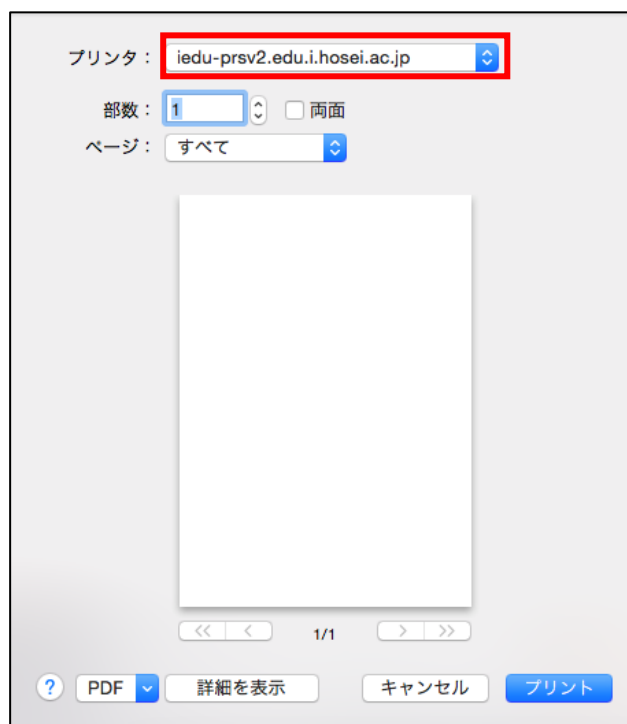 プリンタ： iedu-prsv2.edu.i.hosei.ac.jp
部数： 1 両面
ページ： すべて
<< < 1/1 > >>
? PDF 詳細を表示 キャンセル プリント